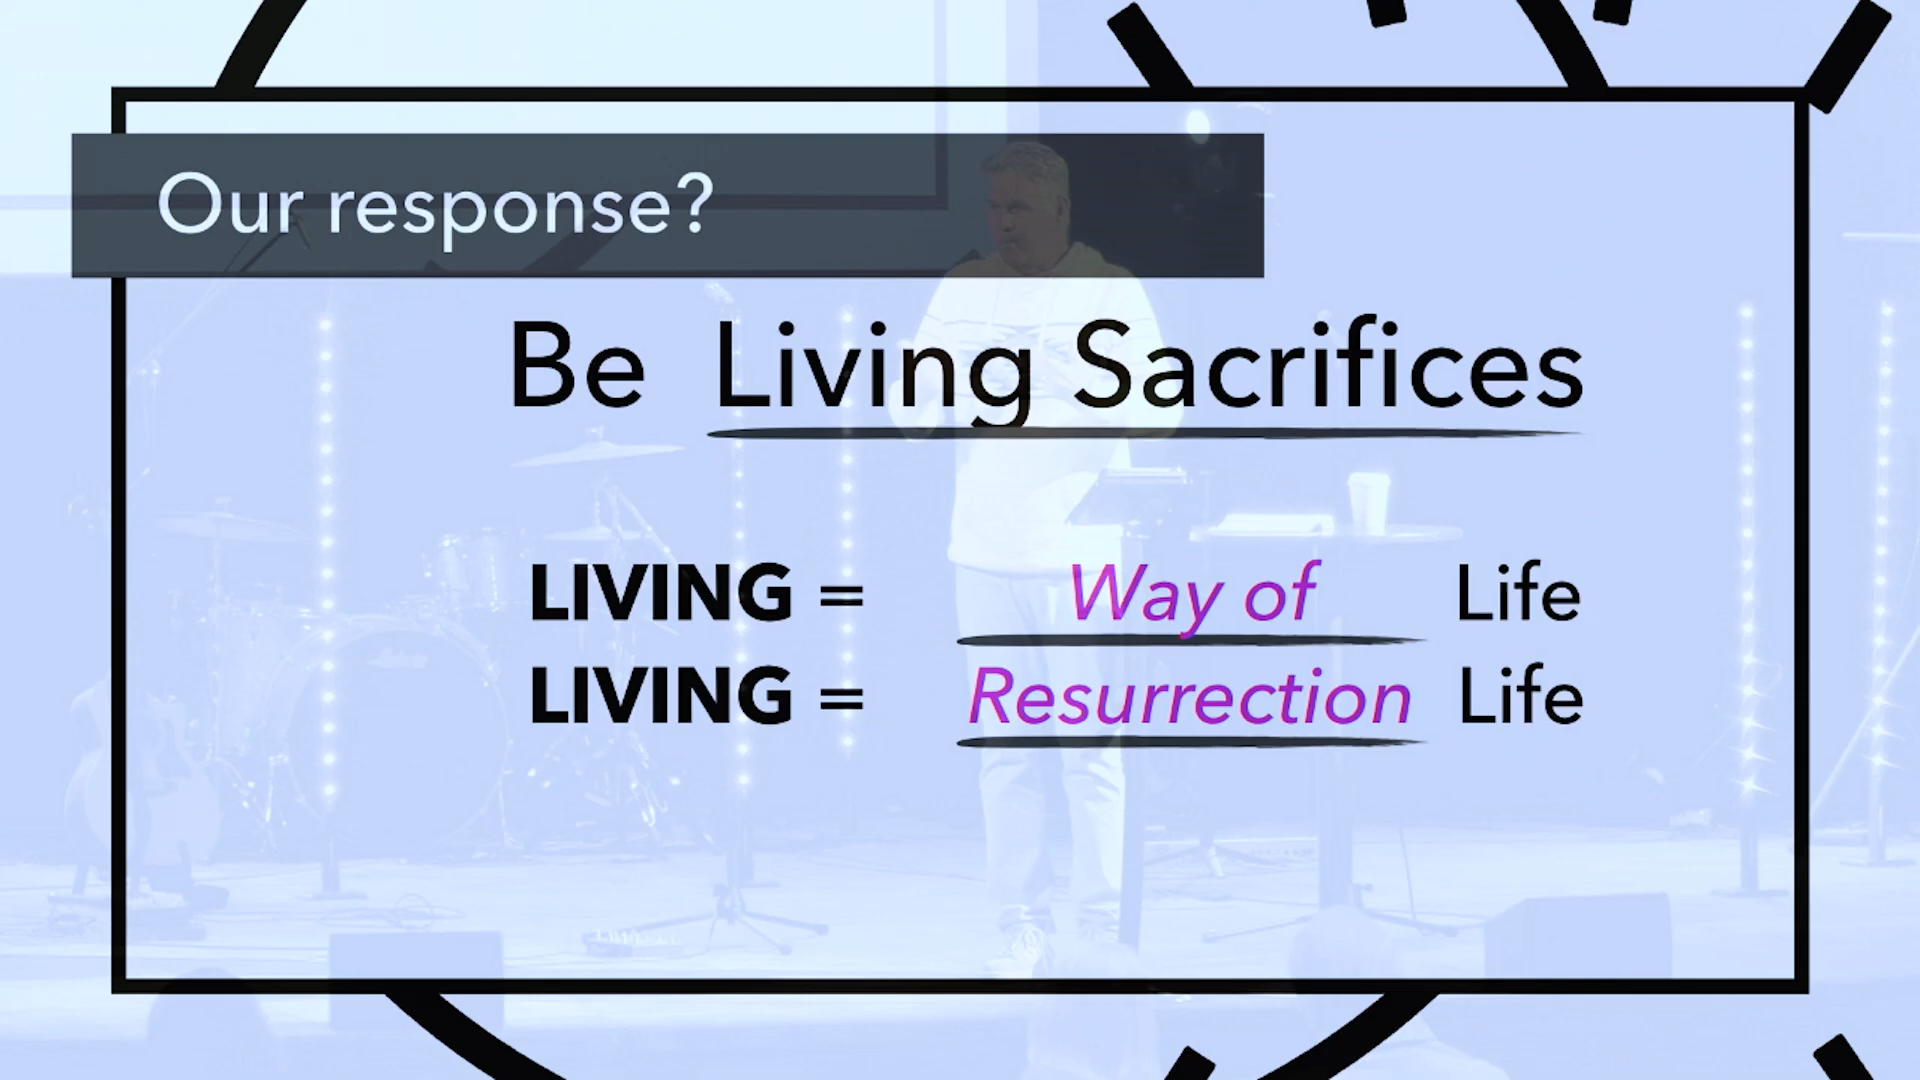 Our response?
Be Living Sacrifices
LIVING = Way of Life
LIVING = Resurrection Life